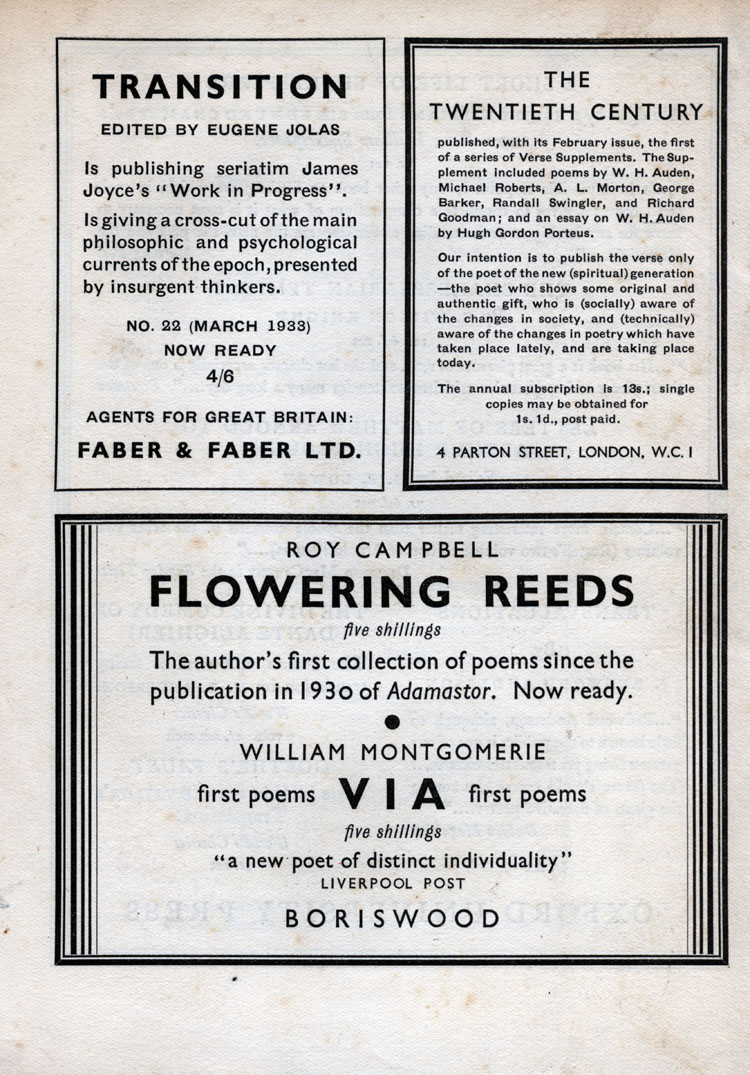 TRANSITION
EDITED BY EUGENE JOLAS
Is publishing seriatim James
Joyce's "Work in Progress".
Is giving a cross-cut of the main
philosophic and psychological
currents of the epoch, presented
by insurgent thinkers.
NO. 22 (MARCH 1933)
NOW READY
4/6
AGENTS FOR GREAT BRITAIN:
FABER & FABER LTD.
THE
TWENTIETH CENTURY
published, with its February issue, the first
of a series of Verse Supplements. The Sup-
plement included poems by W. H. Auden,
Michael Roberts, A. L. Morton, George
Barker, Randall Swingler, and Richard
Goodman; and an essay on W. H. Auden
by Hugh Gordon Porteus.
Our intention is to publish the verse only
of the poet of the new (spiritual) generation
—the poet who shows some original and
authentic gift, who is (socially) aware of
the changes in society, and (technically)
aware of the changes in poetry which have
taken place lately, and are taking place
today.
The annual subscription is 13s.; single
copies may be obtained for
1s. 1d., post paid.
4 PARTON STREET, LONDON, W.C. I
ROY CAMPBELL
FLOWERING REEDS
five shillings
The author's first collection of poems since the
publication in 1930 of Adamastor. Now ready.
WILLIAM MONTGOMERIE
first poems VIA first poems
five shillings
"a new poet of distinct individuality"
LIVERPOOL POST
BORISWOOD